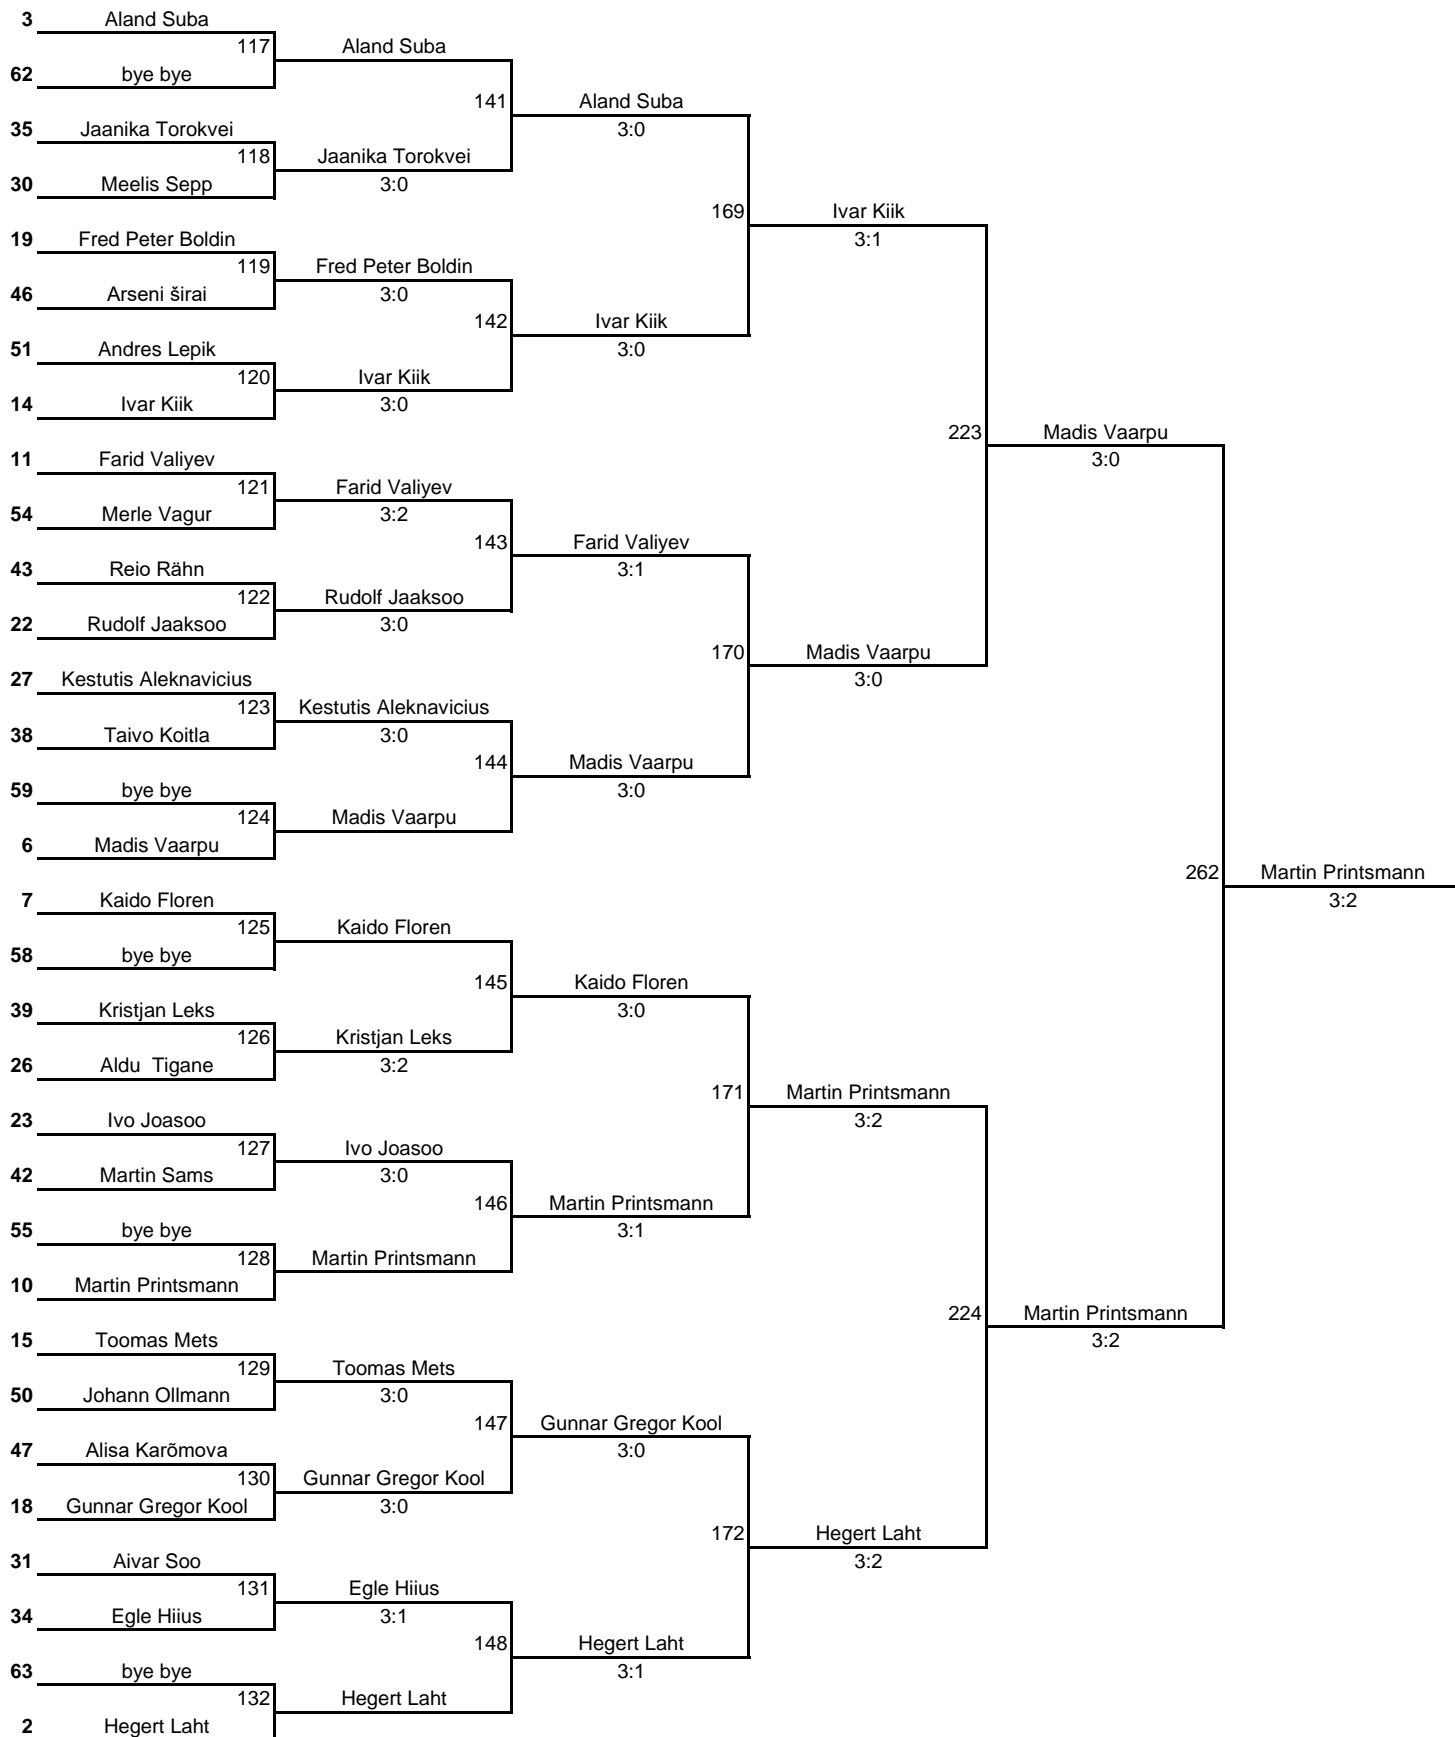 3 Aland Suba
117 Aland Suba
62 bye bye
141 Aland Suba
3:0
35 Jaanika Torokvei
118 Jaanika Torokvei
3:0
30 Meelis Sepp
169 Ivar Kiik
3:1
19 Fred Peter Boldin
119 Fred Peter Boldin
3:0
46 Arseni širai
142 Ivar Kiik
3:0
51 Andres Lepik
120 Ivar Kiik
3:0
14 Ivar Kiik
223 Madis Vaarpu
3:0
11 Farid Valiyev
121 Farid Valiyev
3:2
54 Merle Vagur
143 Farid Valiyev
3:1
43 Reio Rähn
122 Rudolf Jaaksoo
3:0
22 Rudolf Jaaksoo
170 Madis Vaarpu
3:0
27 Kestutis Aleknavicius
123 Kestutis Aleknavicius
3:0
38 Taivo Koitla
144 Madis Vaarpu
3:0
59 bye bye
124 Madis Vaarpu
6 Madis Vaarpu
262 Martin Printsmann
3:2
7 Kaido Floren
125 Kaido Floren
58 bye bye
145 Kaido Floren
3:0
39 Kristjan Leks
126 Kristjan Leks
3:2
26 Aldu  Tigane
171 Martin Printsmann
3:2
23 Ivo Joasoo
127 Ivo Joasoo
3:0
42 Martin Sams
146 Martin Printsmann
3:1
55 bye bye
128 Martin Printsmann
10 Martin Printsmann
224 Martin Printsmann
3:2
15 Toomas Mets
129 Toomas Mets
3:0
50 Johann Ollmann
147 Gunnar Gregor Kool
3:0
47 Alisa Karõmova
130 Gunnar Gregor Kool
3:0
18 Gunnar Gregor Kool
172 Hegert Laht
3:2
31 Aivar Soo
131 Egle Hiius
3:1
34 Egle Hiius
148 Hegert Laht
3:1
63 bye bye
132 Hegert Laht
2 Hegert Laht